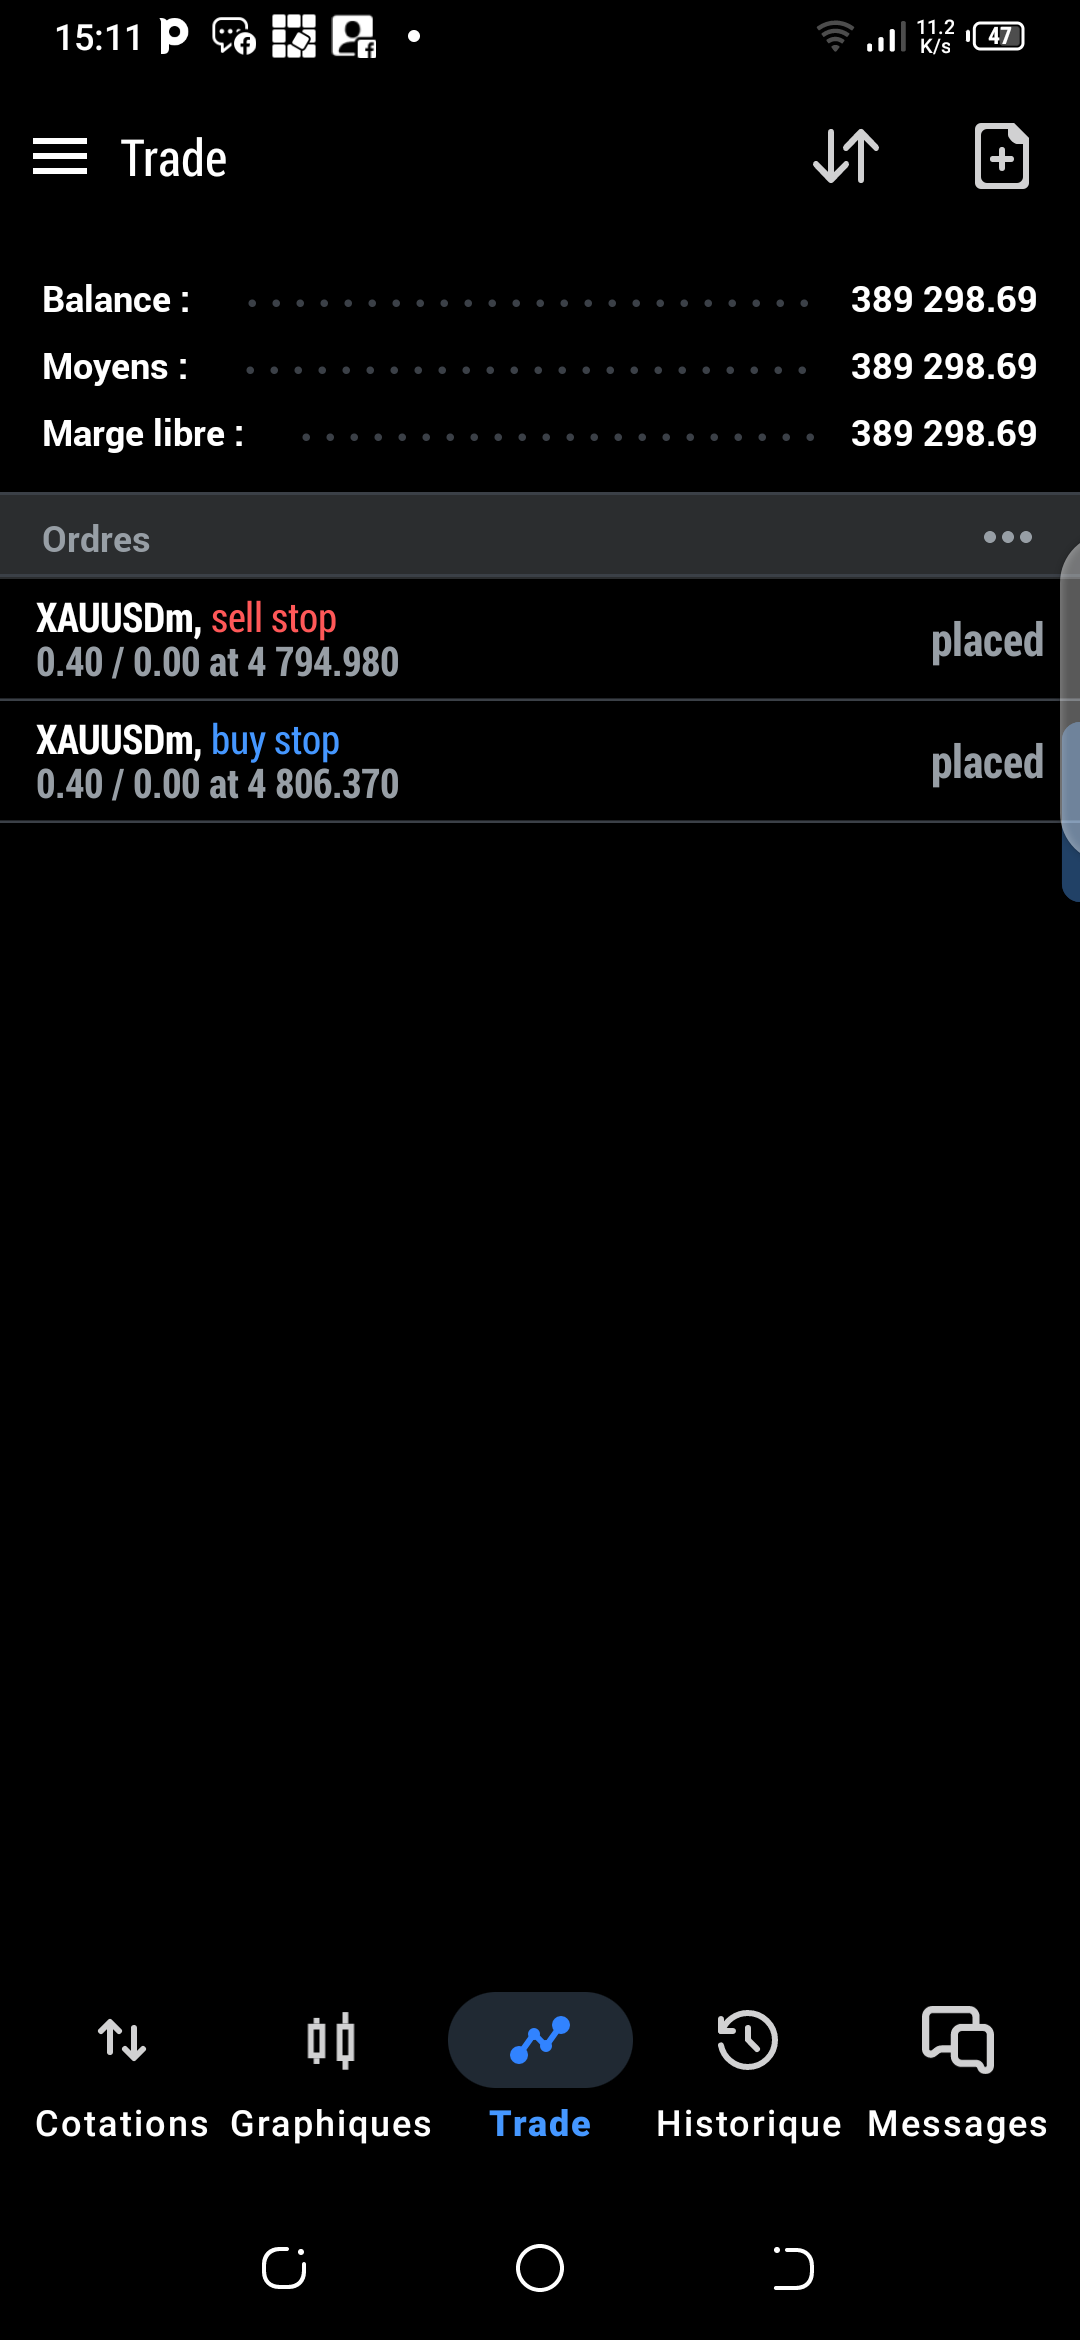 15:11
11.2 K/s
47
Trade
Balance : 389 298.69
Moyens : 389 298.69
Marge libre : 389 298.69
Ordres
XAUUSDm, sell stop
0.40 / 0.00 at 4 794.980
placed
XAUUSDm, buy stop
0.40 / 0.00 at 4 806.370
placed
Cotations Graphiques Trade Historique Messages